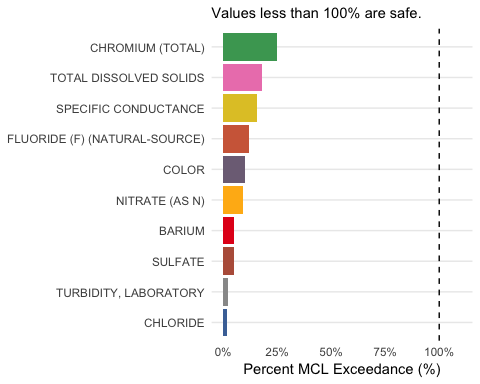 Values less than 100% are safe.
CHROMIUM (TOTAL)
TOTAL DISSOLVED SOLIDS
SPECIFIC CONDUCTANCE
FLUORIDE (F) (NATURAL-SOURCE)
COLOR
NITRATE (AS N)
BARIUM
SULFATE
TURBIDITY, LABORATORY
CHLORIDE
0% 25% 50% 75% 100%
Percent MCL Exceedance (%)